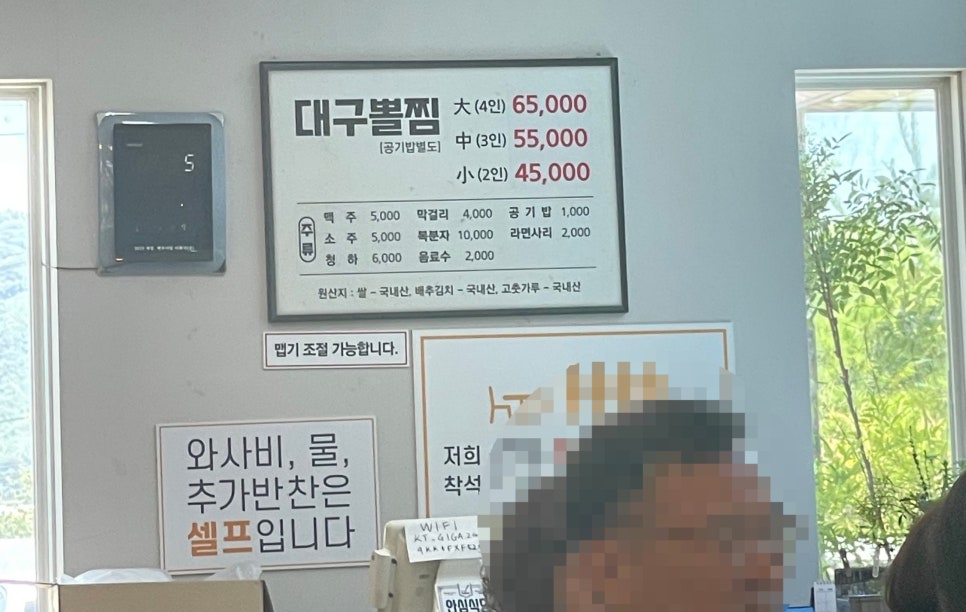 대구뽈찜 大 (4인) 65,000
[공기밥별도] 中 (3인) 55,000
小 (2인) 45,000
주류
맥 주 5,000 막걸리 4,000 공 기 밥 1,000
소 주 5,000 복분자 10,000 라면사리 2,000
청 하 6,000 음료수 2,000
원산지 : 쌀 - 국내산, 배추김치 - 국내산, 고춧가루 - 국내산
맵기 조절 가능합니다.
5
와사비, 물,
추가반찬은
셀프입니다
저희
착석
WIFI
안심식당